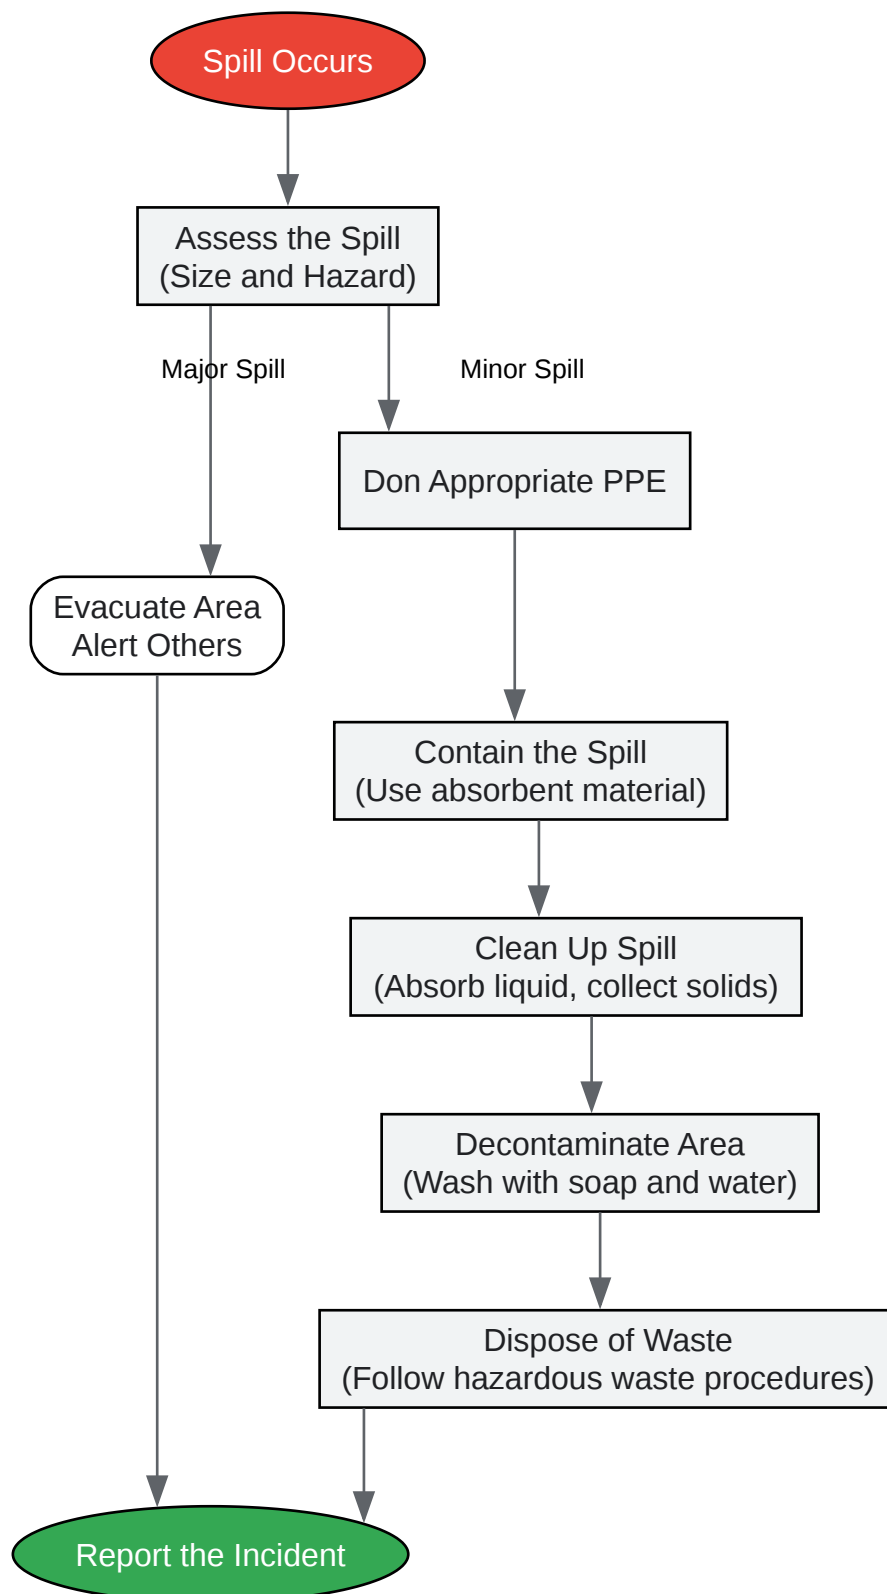 Spill Occurs
Assess the Spill
(Size and Hazard)
Major Spill
Minor Spill
Don Appropriate PPE
Evacuate Area
Alert Others
Contain the Spill
(Use absorbent material)
Clean Up Spill
(Absorb liquid, collect solids)
Decontaminate Area
(Wash with soap and water)
Dispose of Waste
(Follow hazardous waste procedures)
Report the Incident